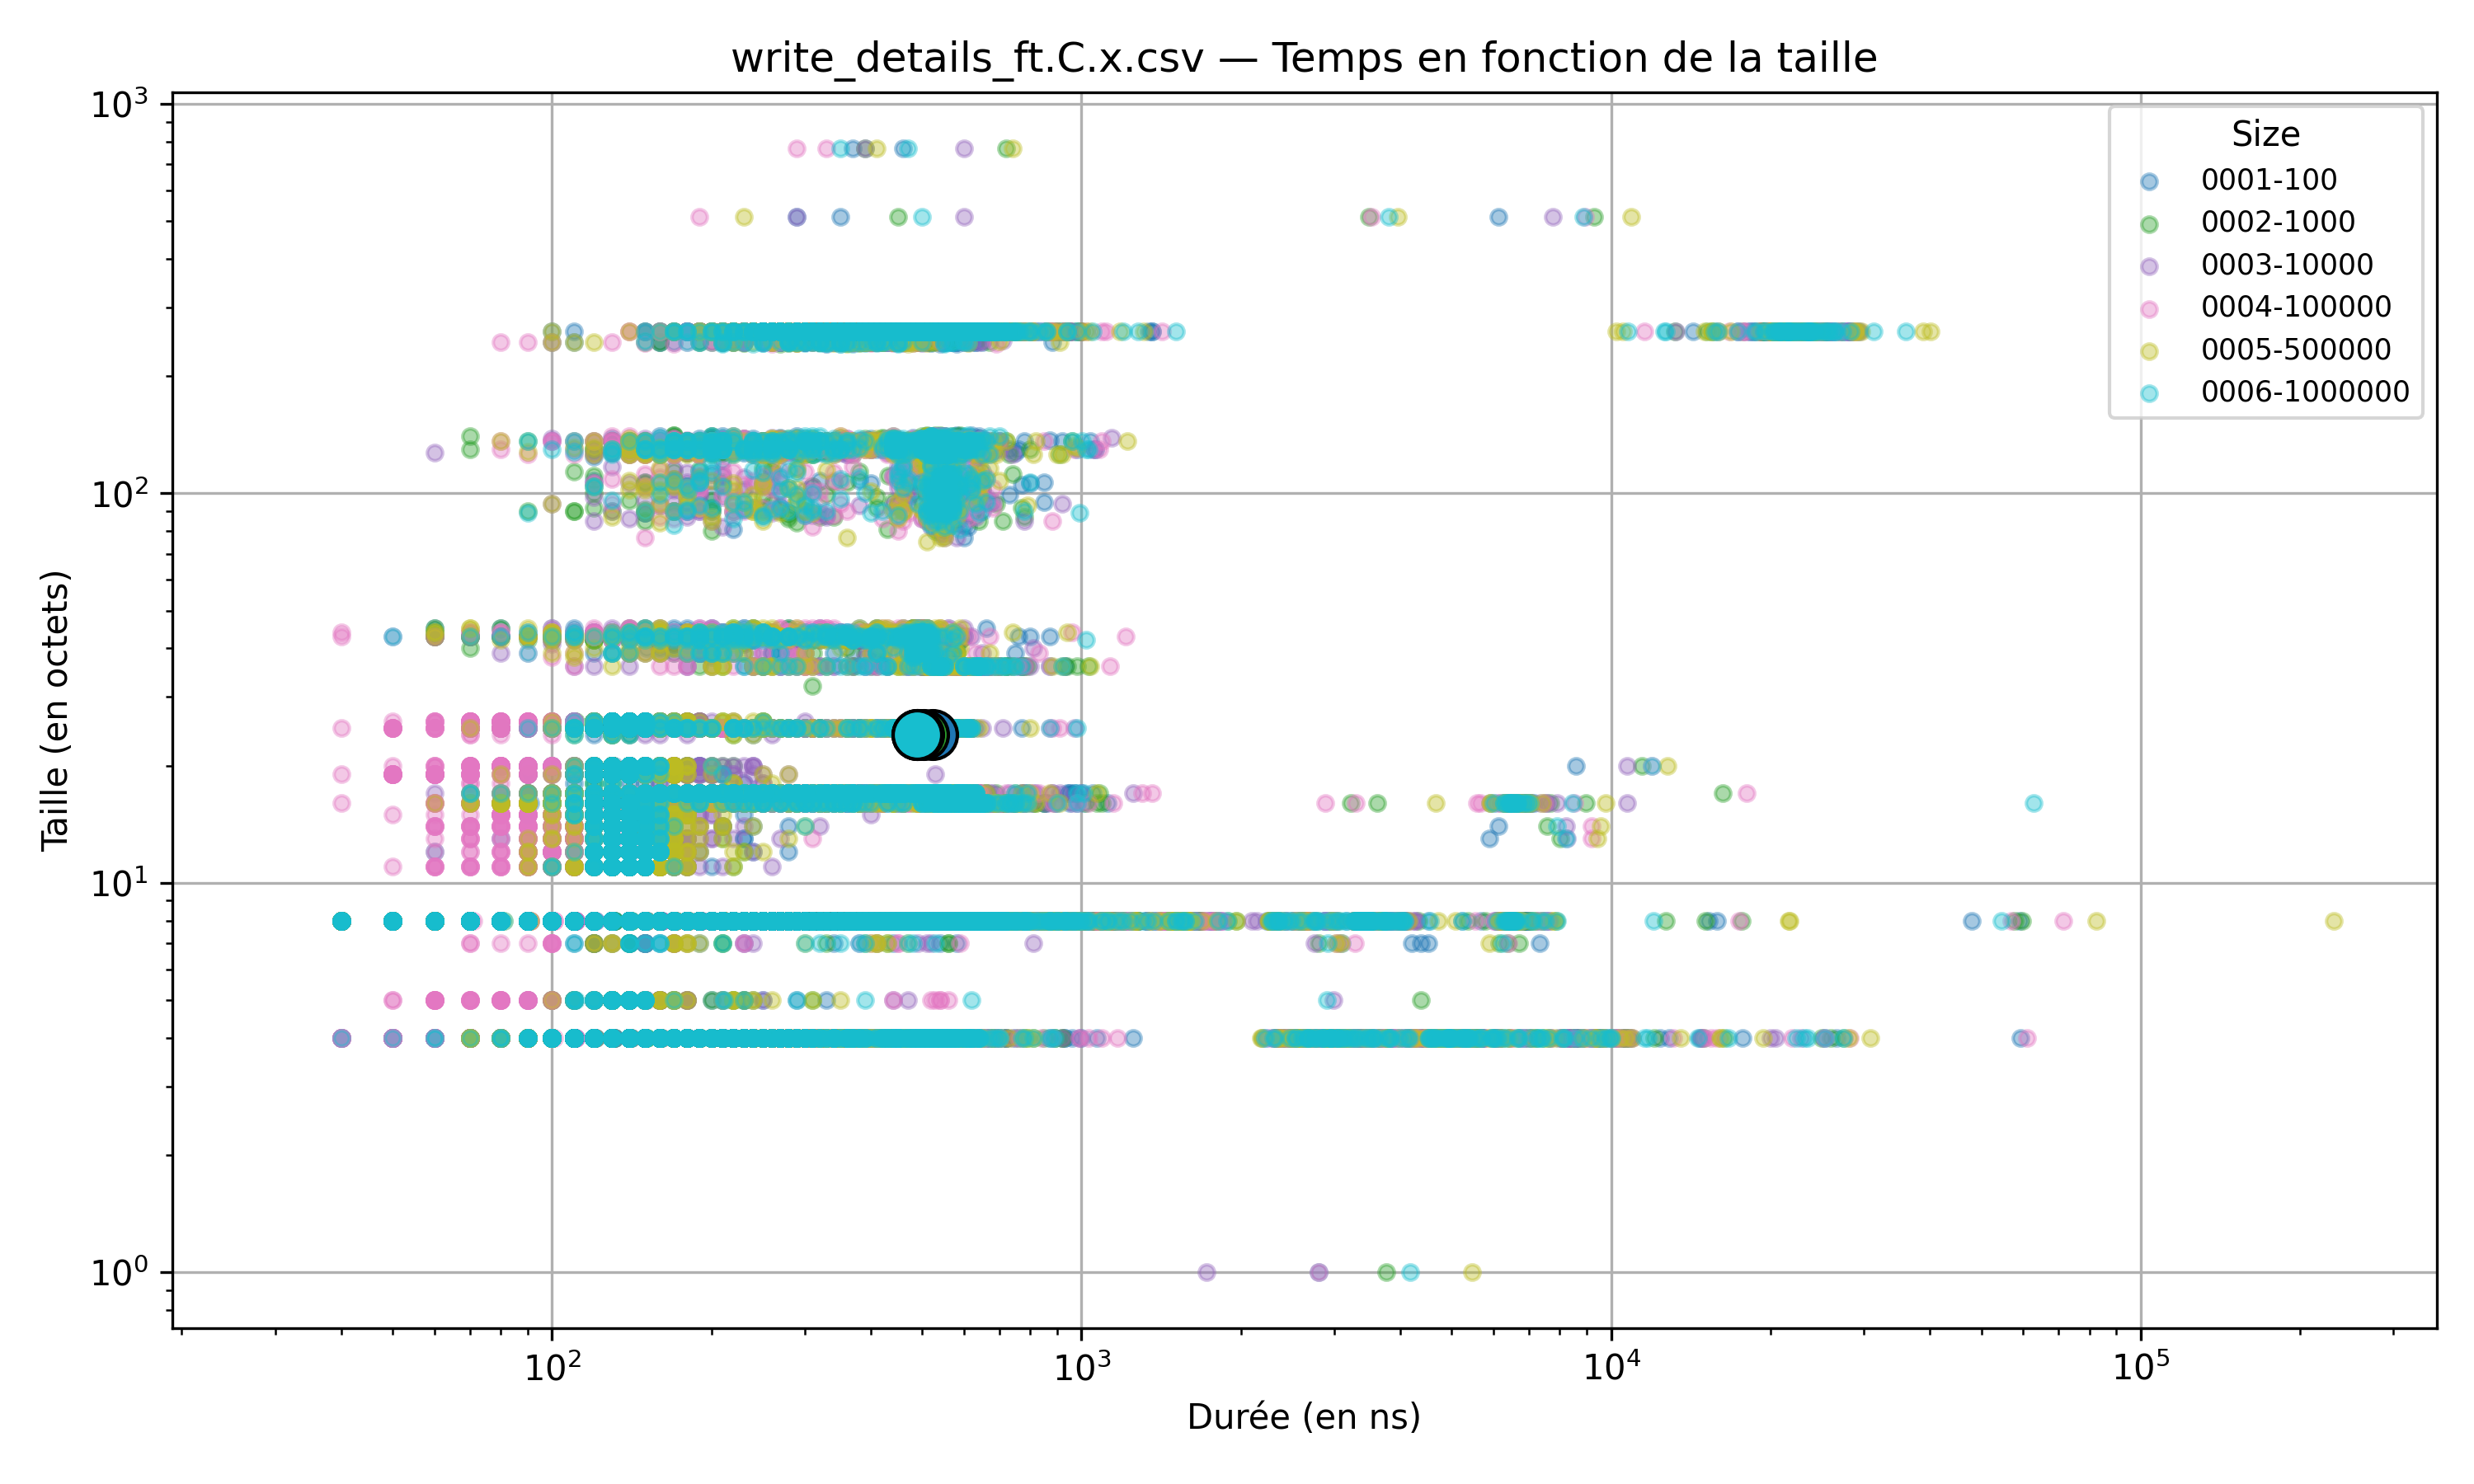 write_details_ft.C.x.csv — Temps en fonction de la taille
Taille (en octets)
10³
10²
10¹
10⁰
Size
0001-100
0002-1000
0003-10000
0004-100000
0005-500000
0006-1000000
10² 10³ 10⁴ 10⁵
Durée (en ns)